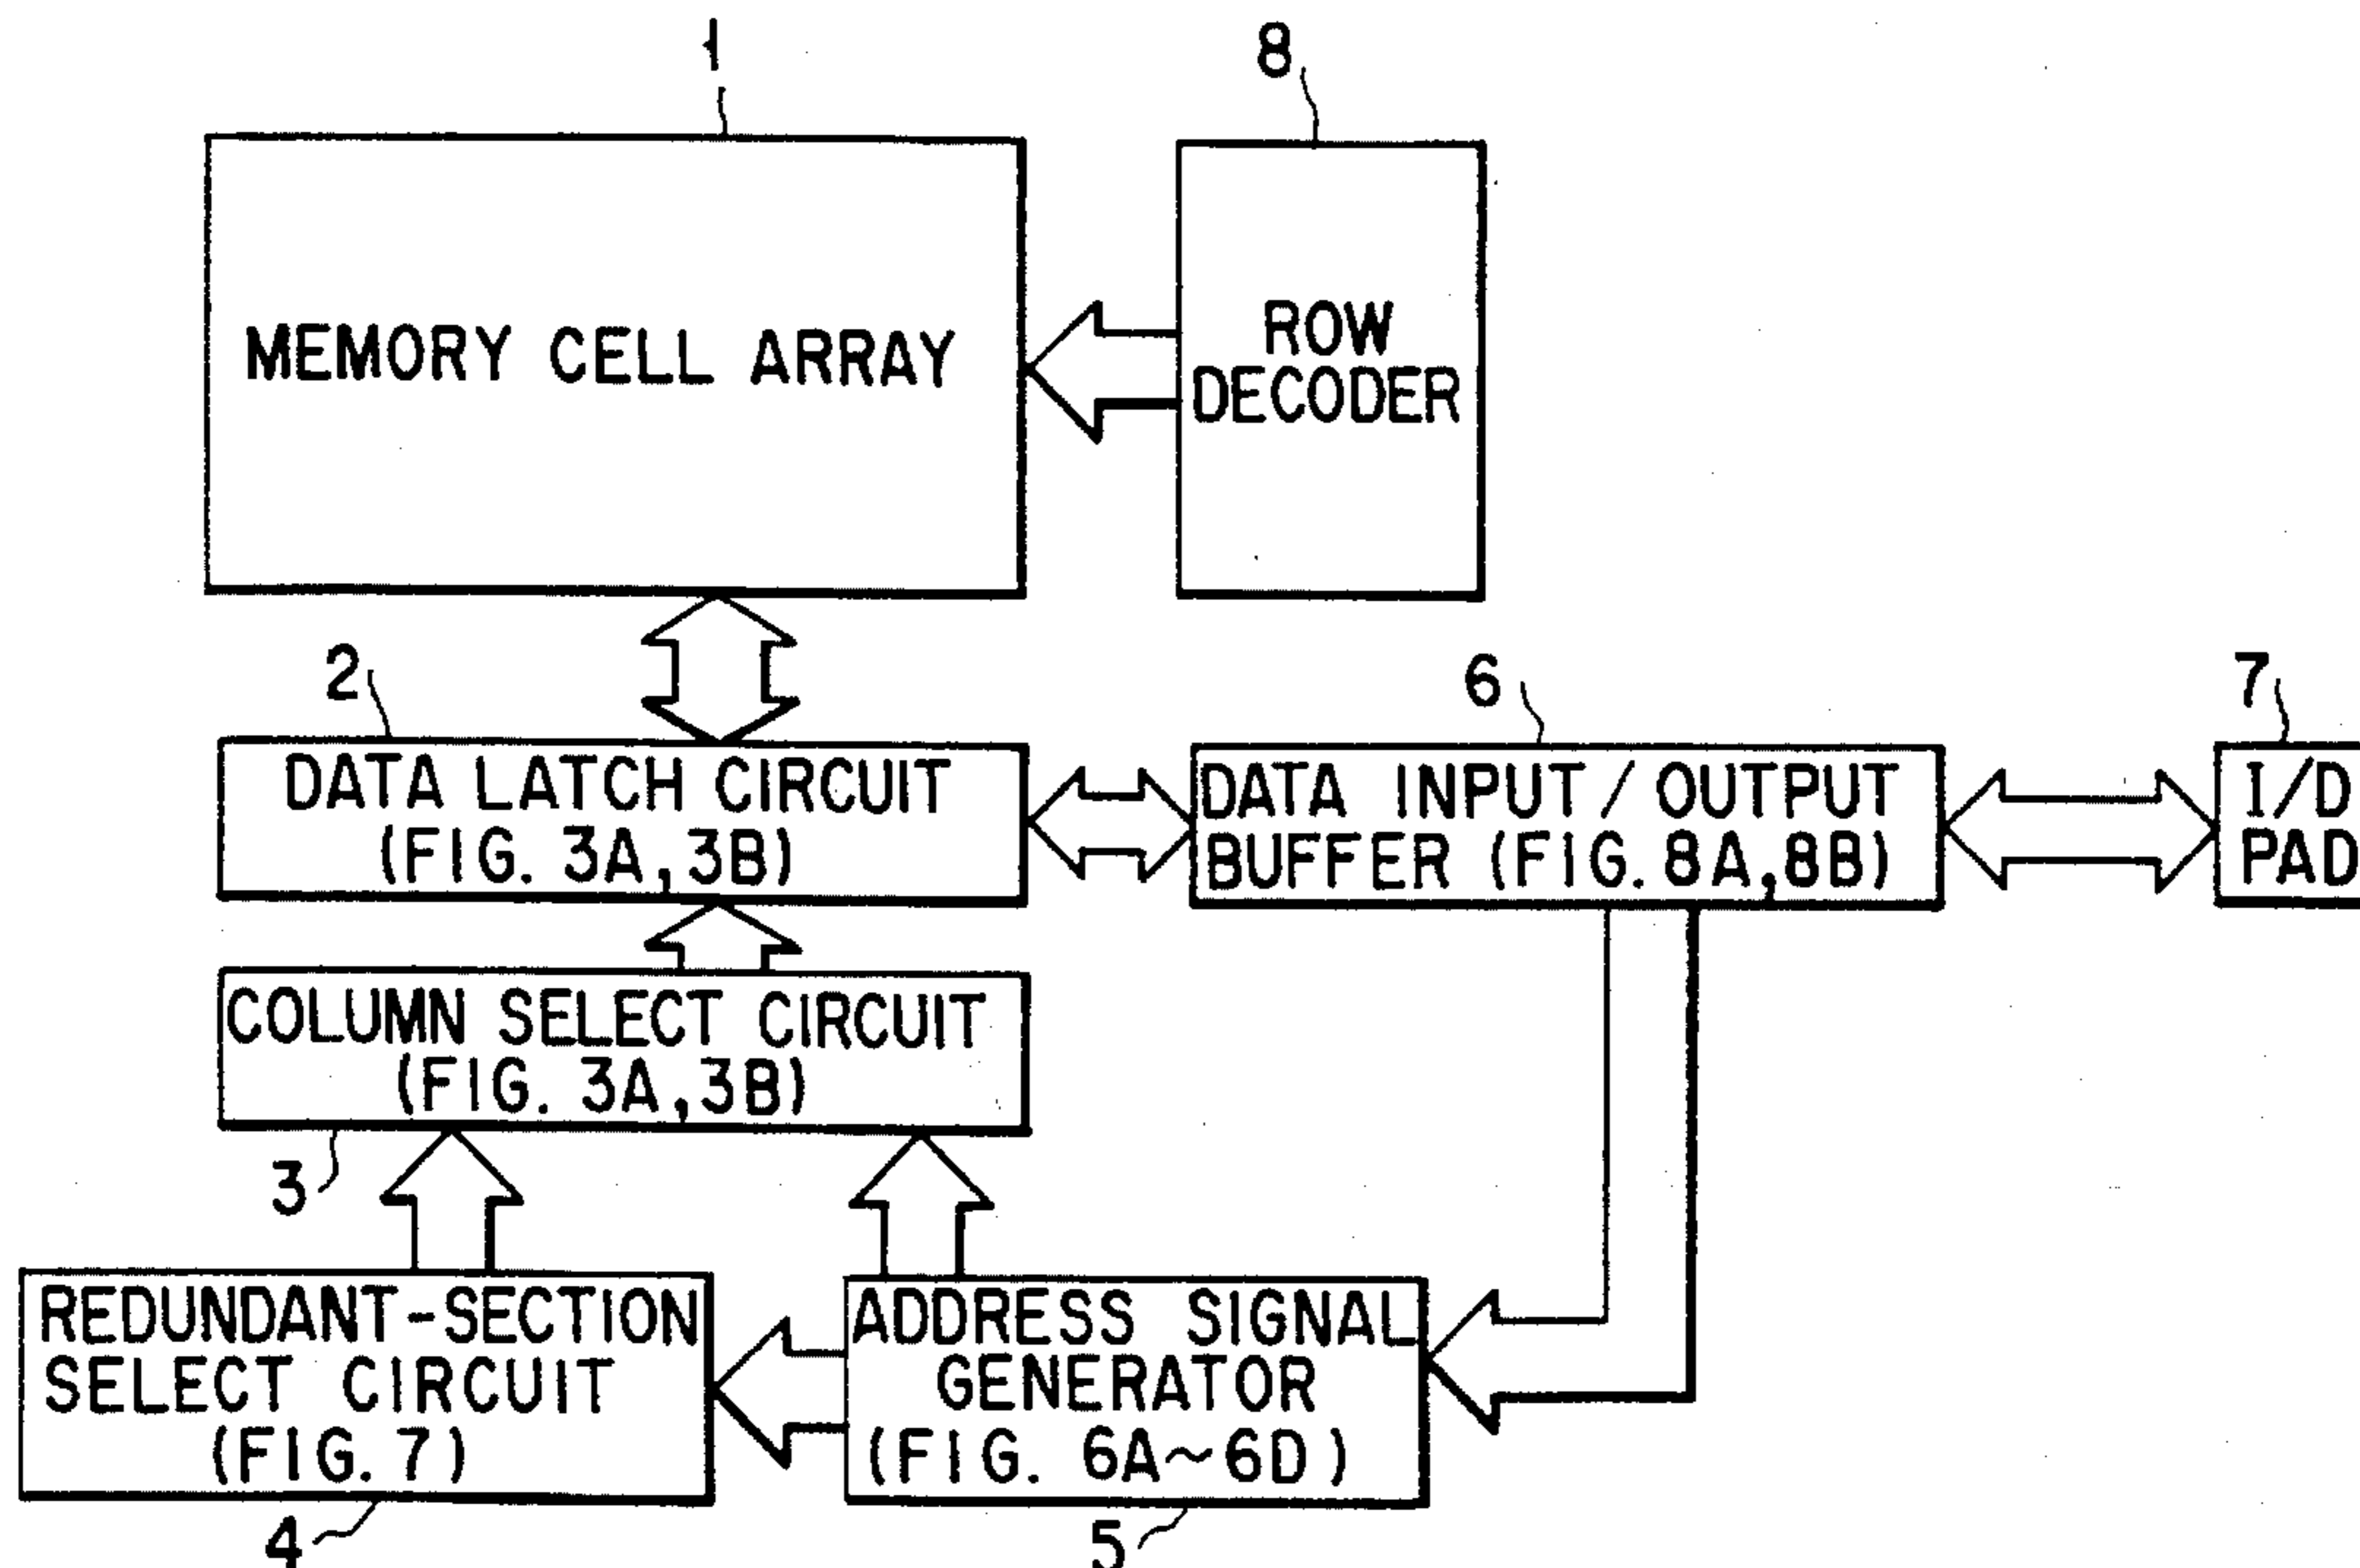 1
8
MEMORY CELL ARRAY
ROW
DECODER
2
6
7
DATA LATCH CIRCUIT
(FIG. 3A,3B)
DATA INPUT/OUTPUT
BUFFER (FIG. 8A,8B)
I/D
PAD
COLUMN SELECT CIRCUIT
(FIG. 3A,3B)
3
REDUNDANT-SECTION
SELECT CIRCUIT
(FIG. 7)
ADDRESS SIGNAL
GENERATOR
(FIG. 6A~6D)
4
5